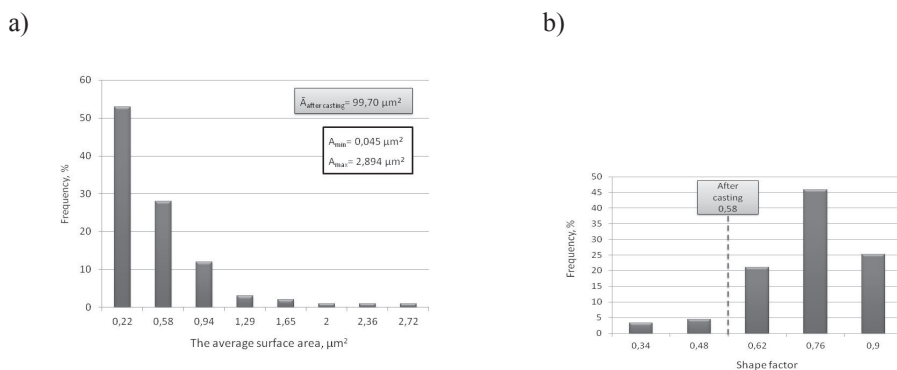 a)
60
50
40
30
20
10
0
Frequency, %
Āafter casting= 99,70 µm²
Amin= 0,045 µm²
Amax= 2,894 µm²
0,22 0,58 0,94 1,29 1,65 2 2,36 2,72
The average surface area, µm²
b)
50
45
40
35
30
25
20
15
10
5
0
Frequency, %
After
casting
0,58
0,34 0,48 0,62 0,76 0,9
Shape factor